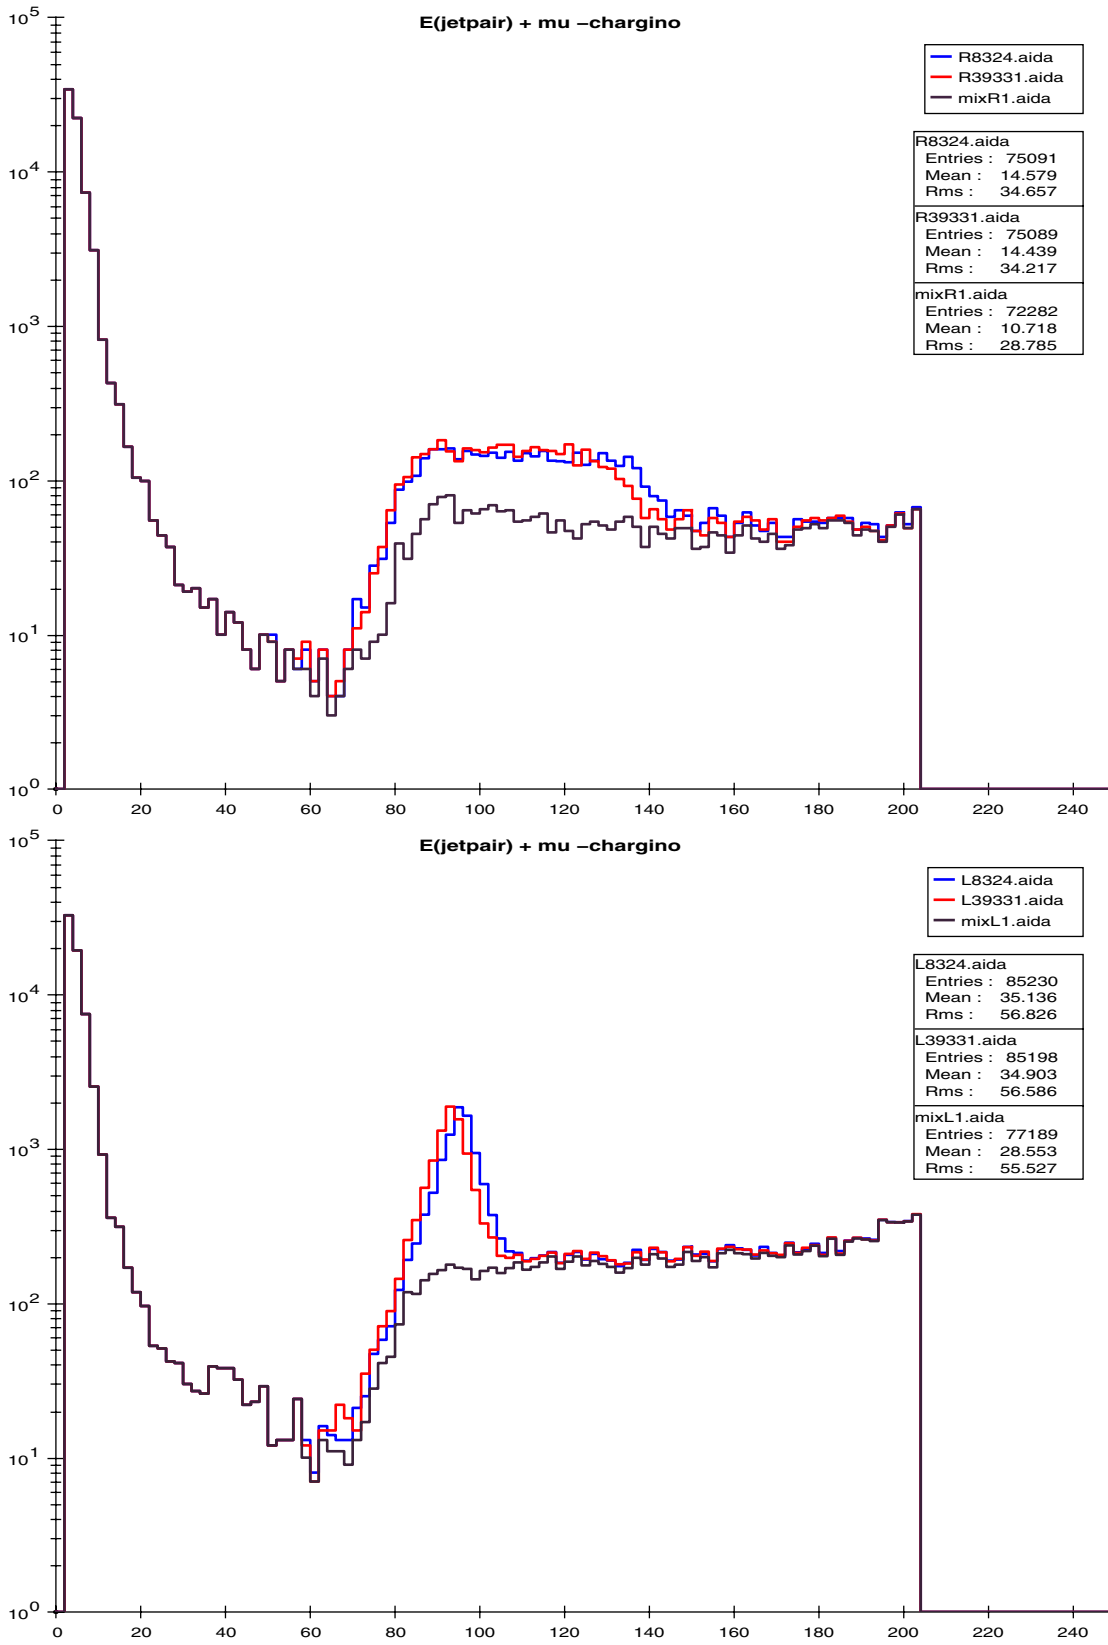 E(jetpair) + mu −chargino
R8324.aida
R39331.aida
mixR1.aida
R8324.aida
Entries : 75091
Mean : 14.579
Rms : 34.657
R39331.aida
Entries : 75089
Mean : 14.439
Rms : 34.217
mixR1.aida
Entries : 72282
Mean : 10.718
Rms : 28.785
10^5
10^4
10^3
10^2
10^1
10^0
0 20 40 60 80 100 120 140 160 180 200 220 240
E(jetpair) + mu −chargino
L8324.aida
L39331.aida
mixL1.aida
L8324.aida
Entries : 85230
Mean : 35.136
Rms : 56.826
L39331.aida
Entries : 85198
Mean : 34.903
Rms : 56.586
mixL1.aida
Entries : 77189
Mean : 28.553
Rms : 55.527
10^5
10^4
10^3
10^2
10^1
10^0
0 20 40 60 80 100 120 140 160 180 200 220 240